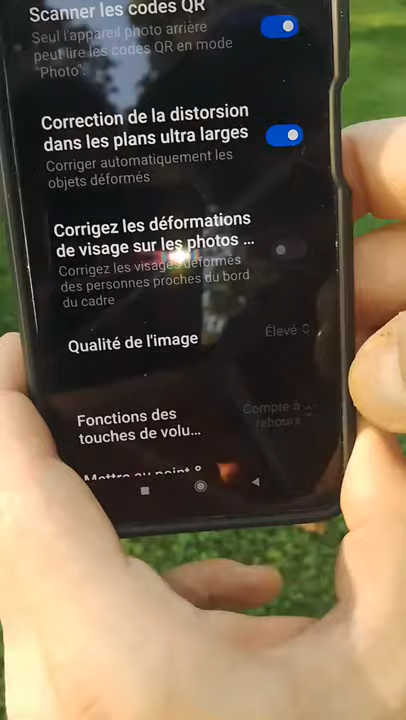 Scanner les codes QR
Seul l'appareil photo arrière
peut lire les codes QR en mode
"Photo".
Correction de la distorsion
dans les plans ultra larges
Corriger automatiquement les
objets déformés
Corrigez les déformations
de visage sur les photos ...
Corrigez les visages déformés
des personnes proches du bord
du cadre
Qualité de l'image
Élevé
Fonctions des
touches de volu...
Compte à
rebours
Mettre au point &